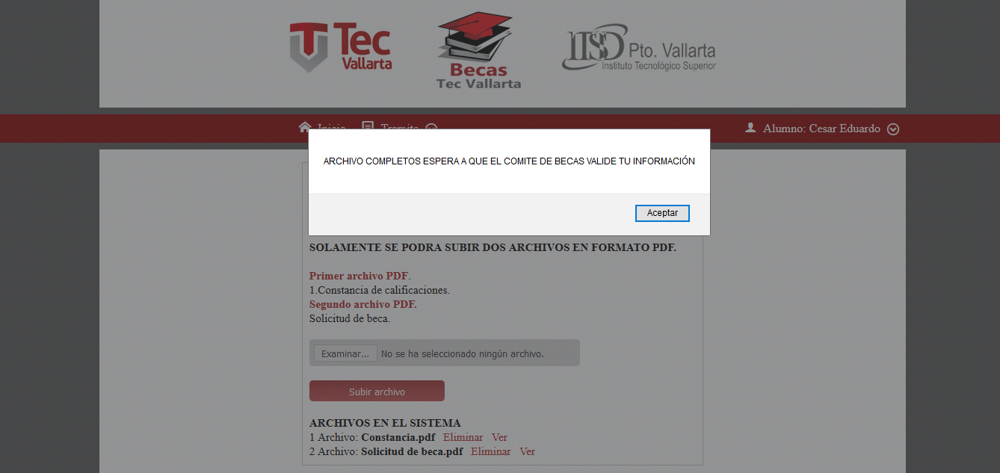 Tec
Vallarta
Becas
Tec Vallarta
ITS Pto. Vallarta
Instituto Tecnológico Superior
Inicio Tramite
Alumno: Cesar Eduardo
ARCHIVO COMPLETOS ESPERA A QUE EL COMITE DE BECAS VALIDE TU INFORMACIÓN
Aceptar
SOLAMENTE SE PODRA SUBIR DOS ARCHIVOS EN FORMATO PDF.
Primer archivo PDF.
1.Constancia de calificaciones.
Segundo archivo PDF.
Solicitud de beca.
Examinar... No se ha seleccionado ningún archivo.
Subir archivo
ARCHIVOS EN EL SISTEMA
1 Archivo: Constancia.pdf Eliminar Ver
2 Archivo: Solicitud de beca.pdf Eliminar Ver